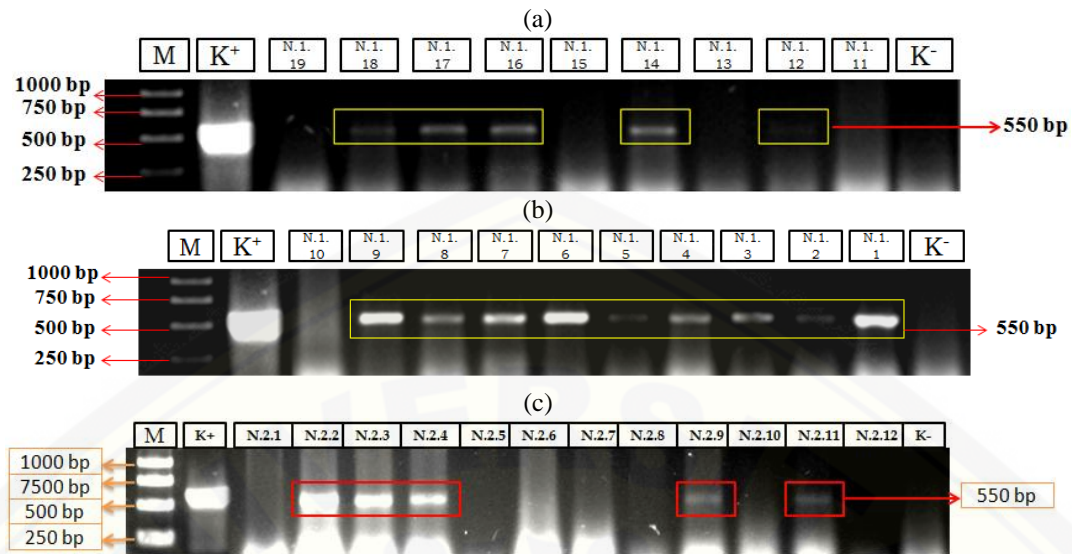 (a)
M K+ N.1.19 N.1.18 N.1.17 N.1.16 N.1.15 N.1.14 N.1.13 N.1.12 N.1.11 K-
1000 bp
750 bp
500 bp
250 bp
550 bp
(b)
M K+ N.1.10 N.1.9 N.1.8 N.1.7 N.1.6 N.1.5 N.1.4 N.1.3 N.1.2 N.1.1 K-
1000 bp
750 bp
500 bp
250 bp
550 bp
(c)
M K+ N.2.1 N.2.2 N.2.3 N.2.4 N.2.5 N.2.6 N.2.7 N.2.8 N.2.9 N.2.10 N.2.11 N.2.12 K-
1000 bp
7500 bp
500 bp
250 bp
550 bp